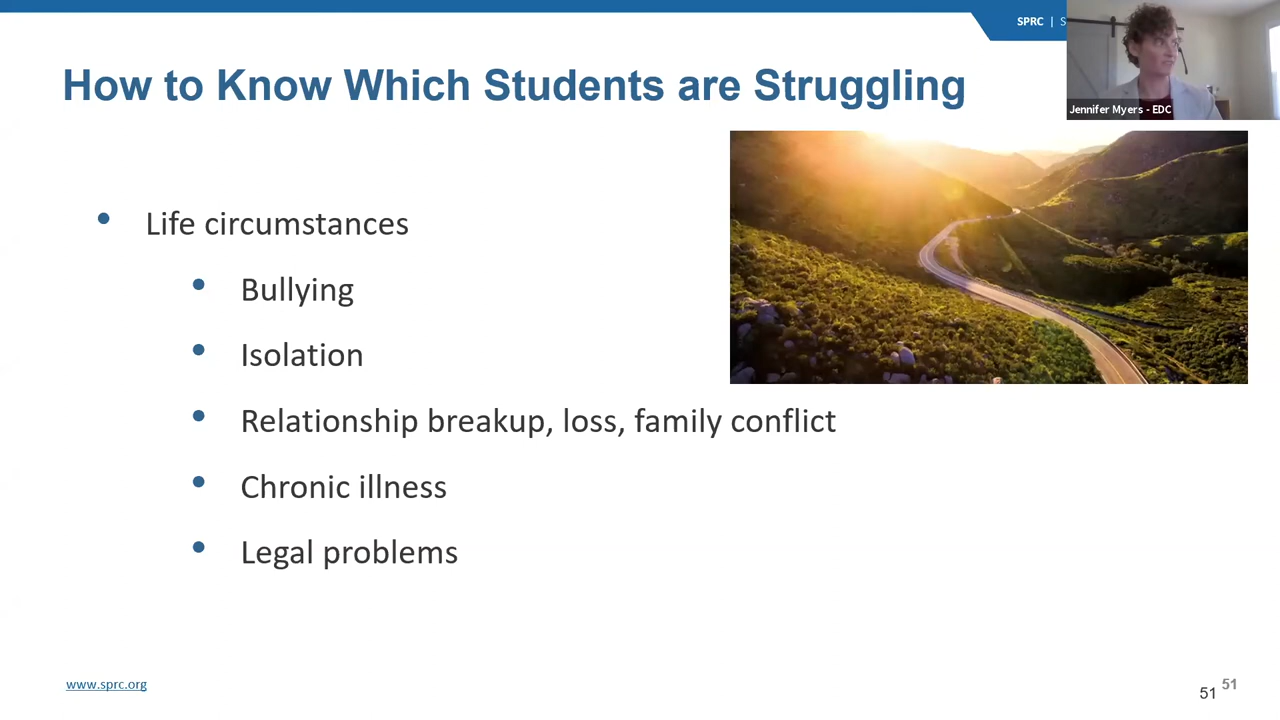 SPRC | S
How to Know Which Students are Struggling
Jennifer Myers - EDC
Life circumstances
Bullying
Isolation
Relationship breakup, loss, family conflict
Chronic illness
Legal problems
www.sprc.org
51
51